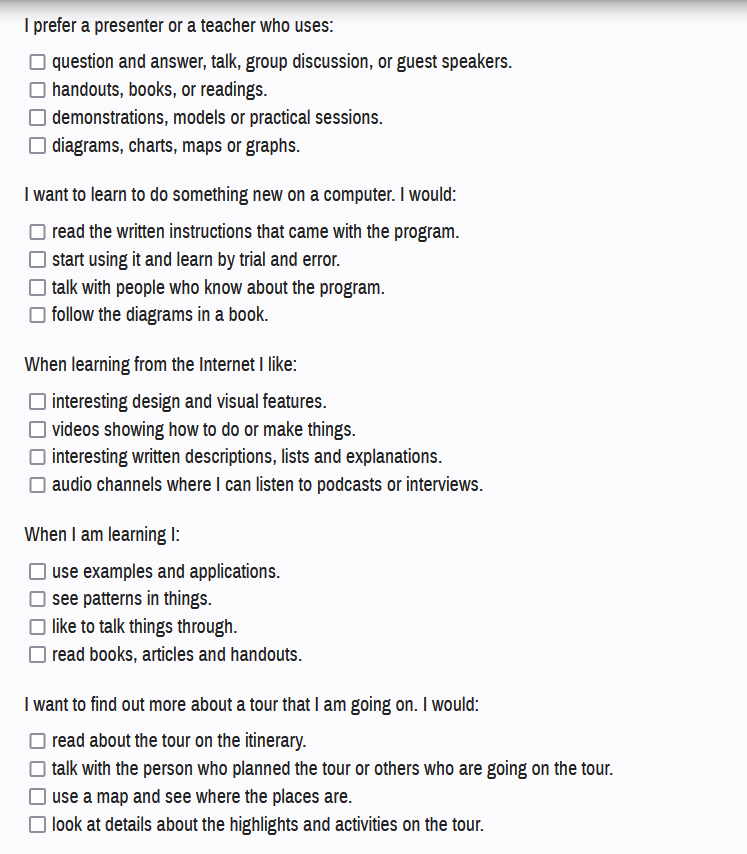 I prefer a presenter or a teacher who uses:
question and answer, talk, group discussion, or guest speakers.
handouts, books, or readings.
demonstrations, models or practical sessions.
diagrams, charts, maps or graphs.
I want to learn to do something new on a computer. I would:
read the written instructions that came with the program.
start using it and learn by trial and error.
talk with people who know about the program.
follow the diagrams in a book.
When learning from the Internet I like:
interesting design and visual features.
videos showing how to do or make things.
interesting written descriptions, lists and explanations.
audio channels where I can listen to podcasts or interviews.
When I am learning I:
use examples and applications.
see patterns in things.
like to talk things through.
read books, articles and handouts.
I want to find out more about a tour that I am going on. I would:
read about the tour on the itinerary.
talk with the person who planned the tour or others who are going on the tour.
use a map and see where the places are.
look at details about the highlights and activities on the tour.